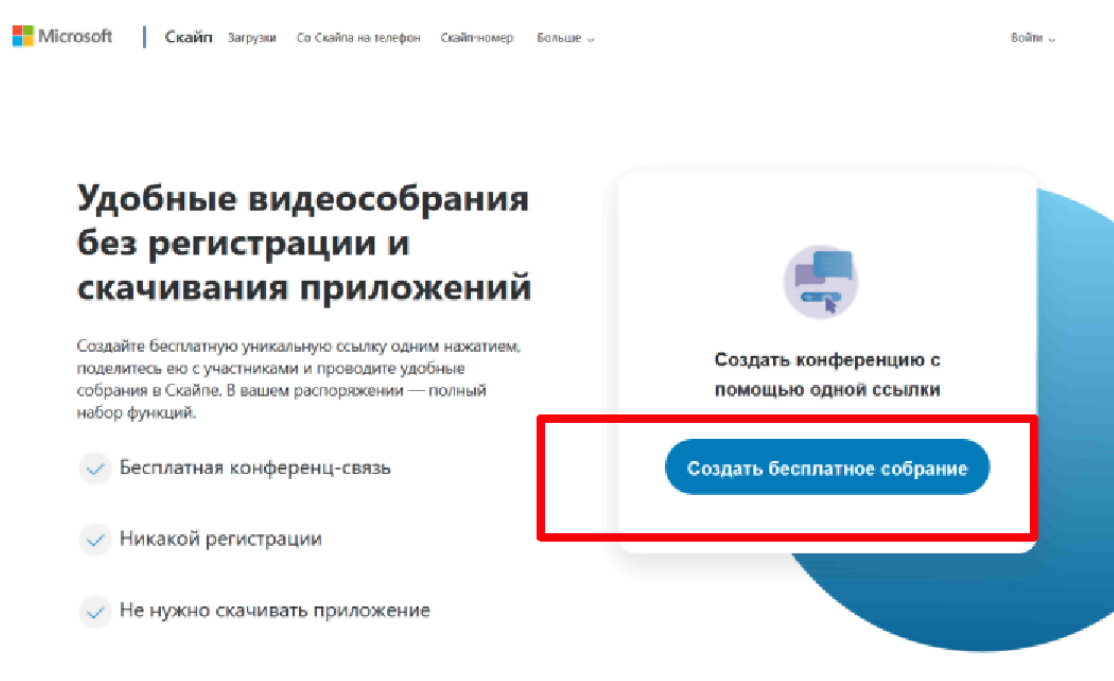 Microsoft | Скайп Загрузки Со Скайпа на телефон Скайп-номер Больше Войти
Удобные видеособрания
без регистрации и
скачивания приложений
Создайте бесплатную уникальную ссылку одним нажатием,
поделитесь ею с участниками и проводите удобные
собрания в Скайпе. В вашем распоряжении — полный
набор функций.
Бесплатная конференц-связь
Никакой регистрации
Не нужно скачивать приложение
Создать конференцию с
помощью одной ссылки
Создать бесплатное собрание